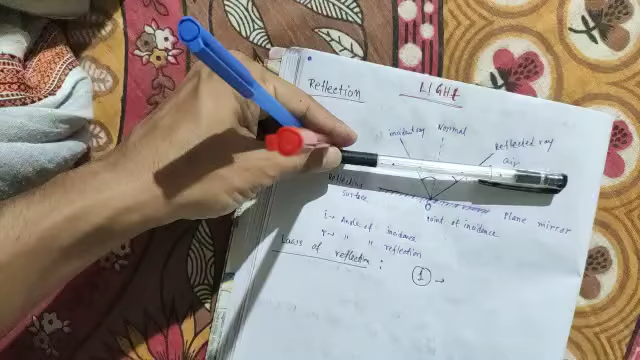 LIGHt
Reflection
incident ray Normal Reflected ray
air
Reflecting
surface
O
Plane mirror
i → Angle of incidence
Point of incidence
r → " " reflection
Laws of reflection :
① →